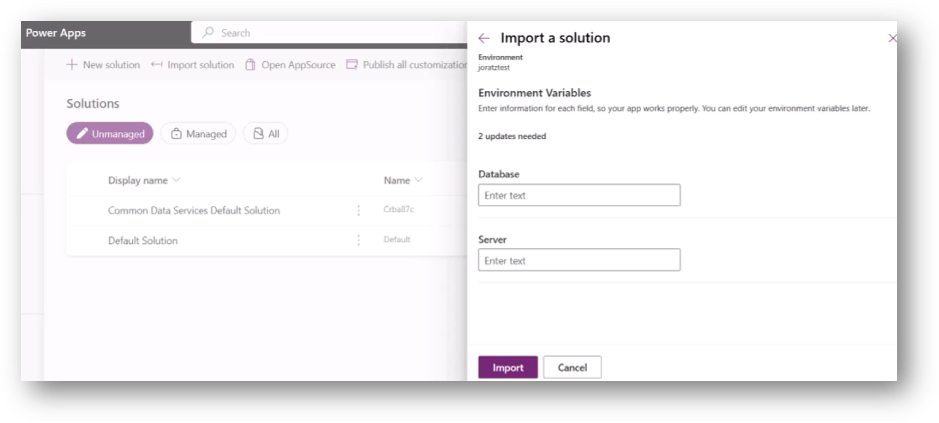 Power Apps
Search
New solution
Import solution
Open AppSource
Publish all customization
Solutions
Unmanaged
Managed
All
Display name
Name
Common Data Services Default Solution
Crba87c
Default Solution
Default
Import a solution
Environment
joratztest
Environment Variables
Enter information for each field, so your app works properly. You can edit your environment variables later.
2 updates needed
Database
Enter text
Server
Enter text
Import
Cancel